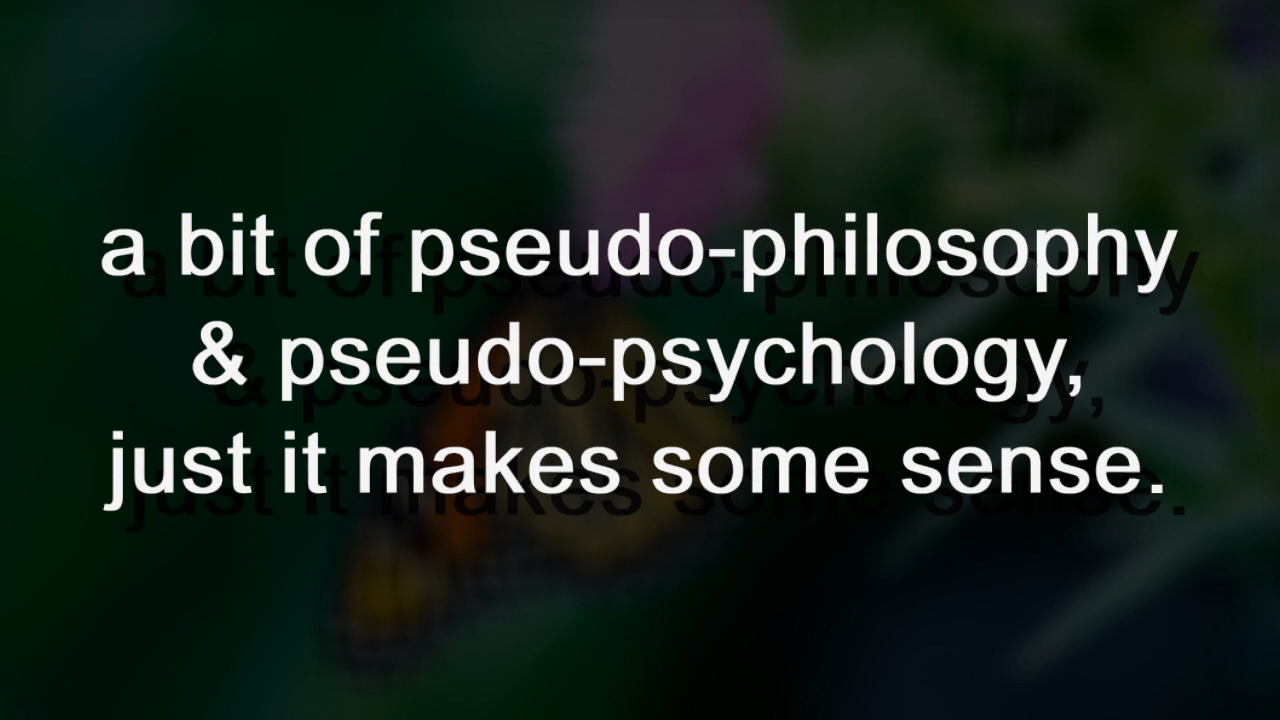 a bit of pseudo-philosophy
& pseudo-psychology,
just it makes some sense.